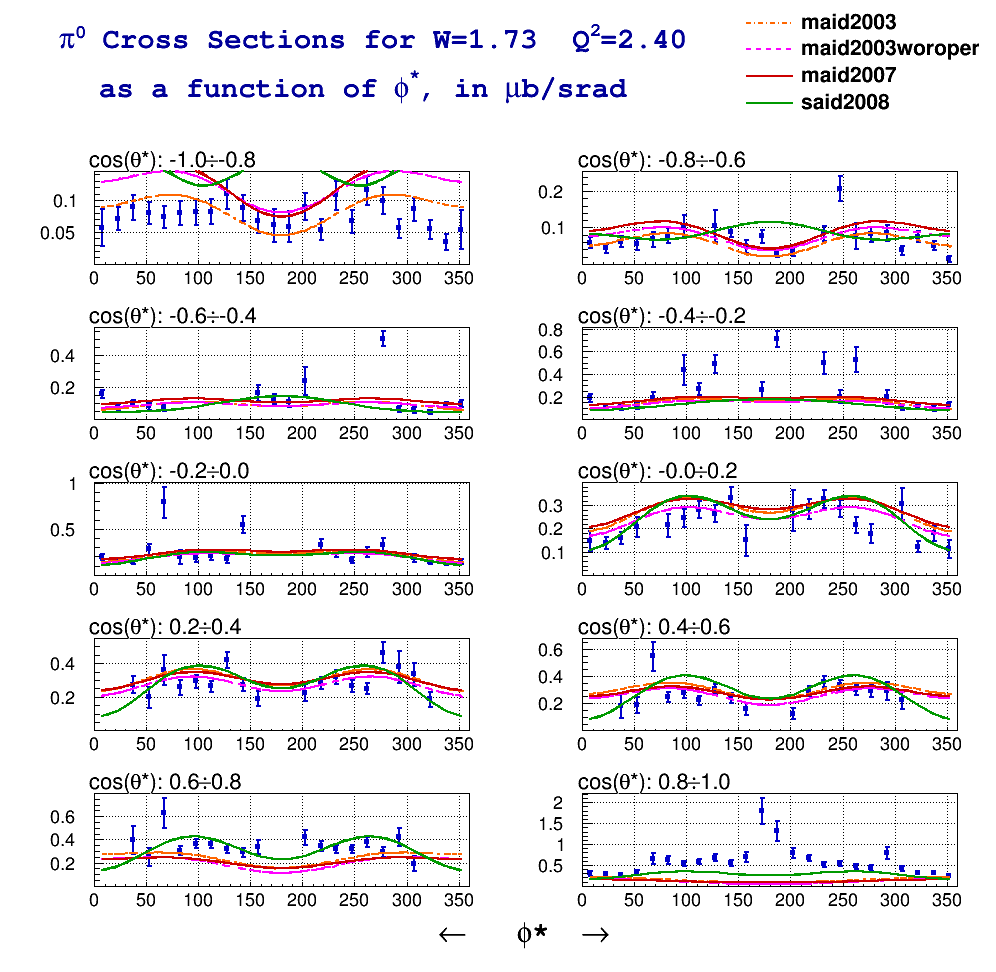 π⁰ Cross Sections for W=1.73 Q²=2.40
as a function of ϕ*, in μb/srad
maid2003
maid2003woroper
maid2007
said2008
cos(θ*): -1.0÷-0.8
0.1
0.05
0 50 100 150 200 250 300 350
cos(θ*): -0.8÷-0.6
0.2
0.1
0 50 100 150 200 250 300 350
cos(θ*): -0.6÷-0.4
0.4
0.2
0 50 100 150 200 250 300 350
cos(θ*): -0.4÷-0.2
0.8
0.6
0.4
0.2
0 50 100 150 200 250 300 350
cos(θ*): -0.2÷0.0
1
0.5
0 50 100 150 200 250 300 350
cos(θ*): -0.0÷0.2
0.3
0.2
0.1
0 50 100 150 200 250 300 350
cos(θ*): 0.2÷0.4
0.4
0.2
0 50 100 150 200 250 300 350
cos(θ*): 0.4÷0.6
0.6
0.4
0.2
0 50 100 150 200 250 300 350
cos(θ*): 0.6÷0.8
0.6
0.4
0.2
0 50 100 150 200 250 300 350
cos(θ*): 0.8÷1.0
2
1.5
1
0.5
0 50 100 150 200 250 300 350
← ϕ* →